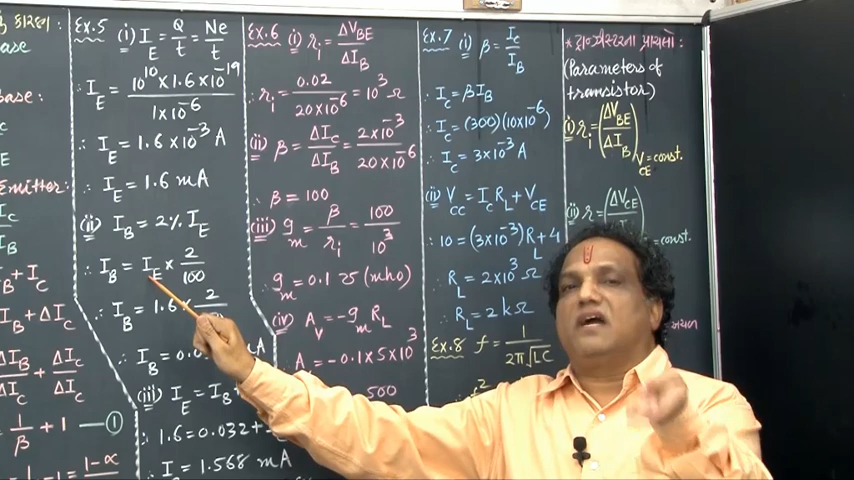 ase
base:
C
E
Emitter:
I_C
I_B
I_B + I_C
ΔI_B + ΔI_C
ΔI_B/ΔI_C + ΔI_C/ΔI_C
1/β + 1 —①
1-α
Ex.5 (i) I_E = Q/t = Ne/t
∴ I_E = 10^10 × 1.6 × 10^-19 / 1×10^-6
∴ I_E = 1.6 × 10^-3 A
∴ I_E = 1.6 mA
(ii) I_B = 2% I_E
∴ I_B = I_E × 2/100
∴ I_B = 1.6 × 2
∴ I_B = 0.0
(iii) I_E = I_B
∴ 1.6 = 0.032 +
∴ I = 1.568 mA
Ex.6 (i) r_i = ΔV_BE/ΔI_B
∴ r_i = 0.02 / 20×10^-6 = 10^3 Ω
(ii) β = ΔI_C/ΔI_B = 2×10^-3 / 20×10^-6
∴ β = 100
(iii) g_m = β/r_i = 100/10^3
∴ g_m = 0.1 (mho)
(iv) A_v = -g_m R_L
∴ A = -0.1 × 5 × 10^3
500
Ex.7 (i) β = I_C/I_B
∴ I_C = β I_B
∴ I_C = (300)(10×10^-6)
∴ I_C = 3×10^-3 A
(ii) V_CC = I_C R_L + V_CE
∴ 10 = (3×10^-3) R_L + 4
∴ R_L = 2×10^3 Ω
∴ R_L = 2 kΩ
Ex.8 f = 1/2π√LC
∴ f^2
* ટ્રાન્ઝિસ્ટરના પ્રાચલો :
(Parameters of
transistor)
(i) r_i = (ΔV_BE/ΔI_B) V_CE = const.
(ii) r = (ΔV_CE/ΔI = const.